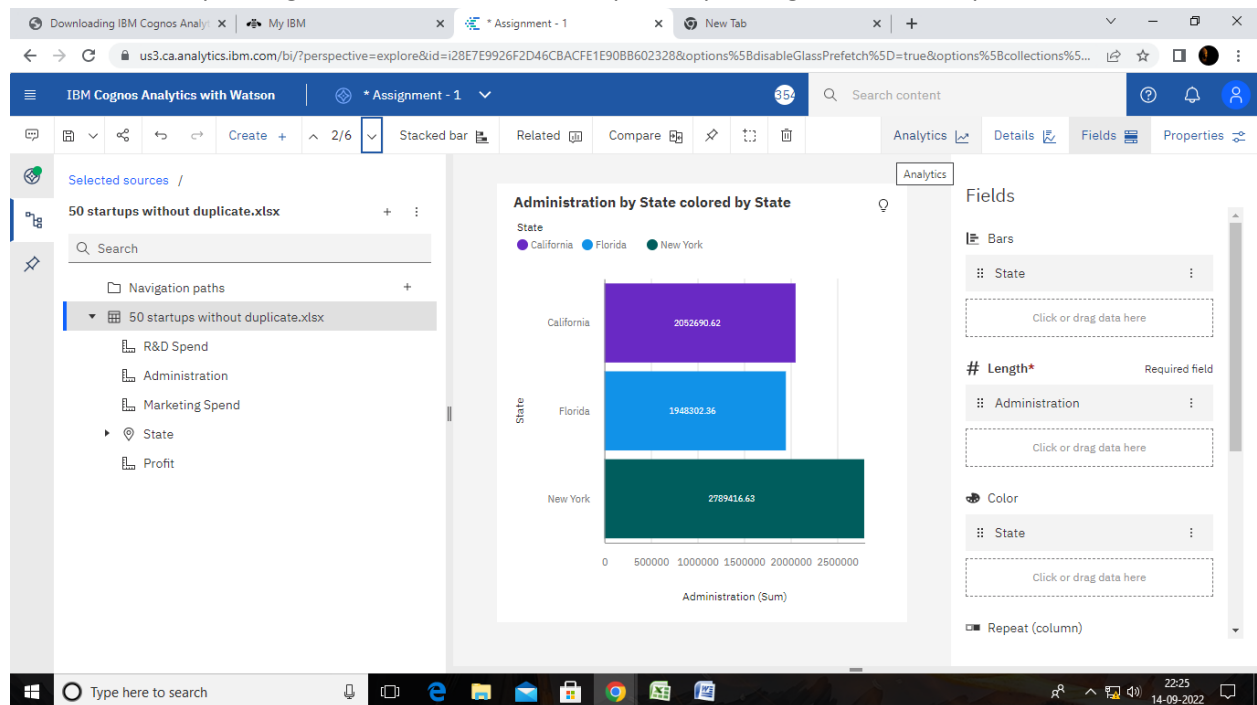 Downloading IBM Cognos Analyt
My IBM
* Assignment - 1
New Tab
us3.ca.analytics.ibm.com/bi/?perspective=explore&id=i28E7E9926F2D46CBACFE1E90BB602328&options%5BdisableGlassPrefetch%5D=true&options%5Bcollections%5...
IBM Cognos Analytics with Watson
* Assignment - 1
354
Search content
Create +
2/6
Stacked bar
Related
Compare
Analytics
Details
Fields
Properties
Analytics
Selected sources /
50 startups without duplicate.xlsx
Search
Navigation paths
50 startups without duplicate.xlsx
R&D Spend
Administration
Marketing Spend
State
Profit
Administration by State colored by State
State
California Florida New York
California 2052690.62
Florida 1948302.36
New York 2789416.63
State
0 500000 1000000 1500000 2000000 2500000
Administration (Sum)
Fields
Bars
State
Click or drag data here
# Length* Required field
Administration
Click or drag data here
Color
State
Click or drag data here
Repeat (column)
Type here to search
22:25
14-09-2022